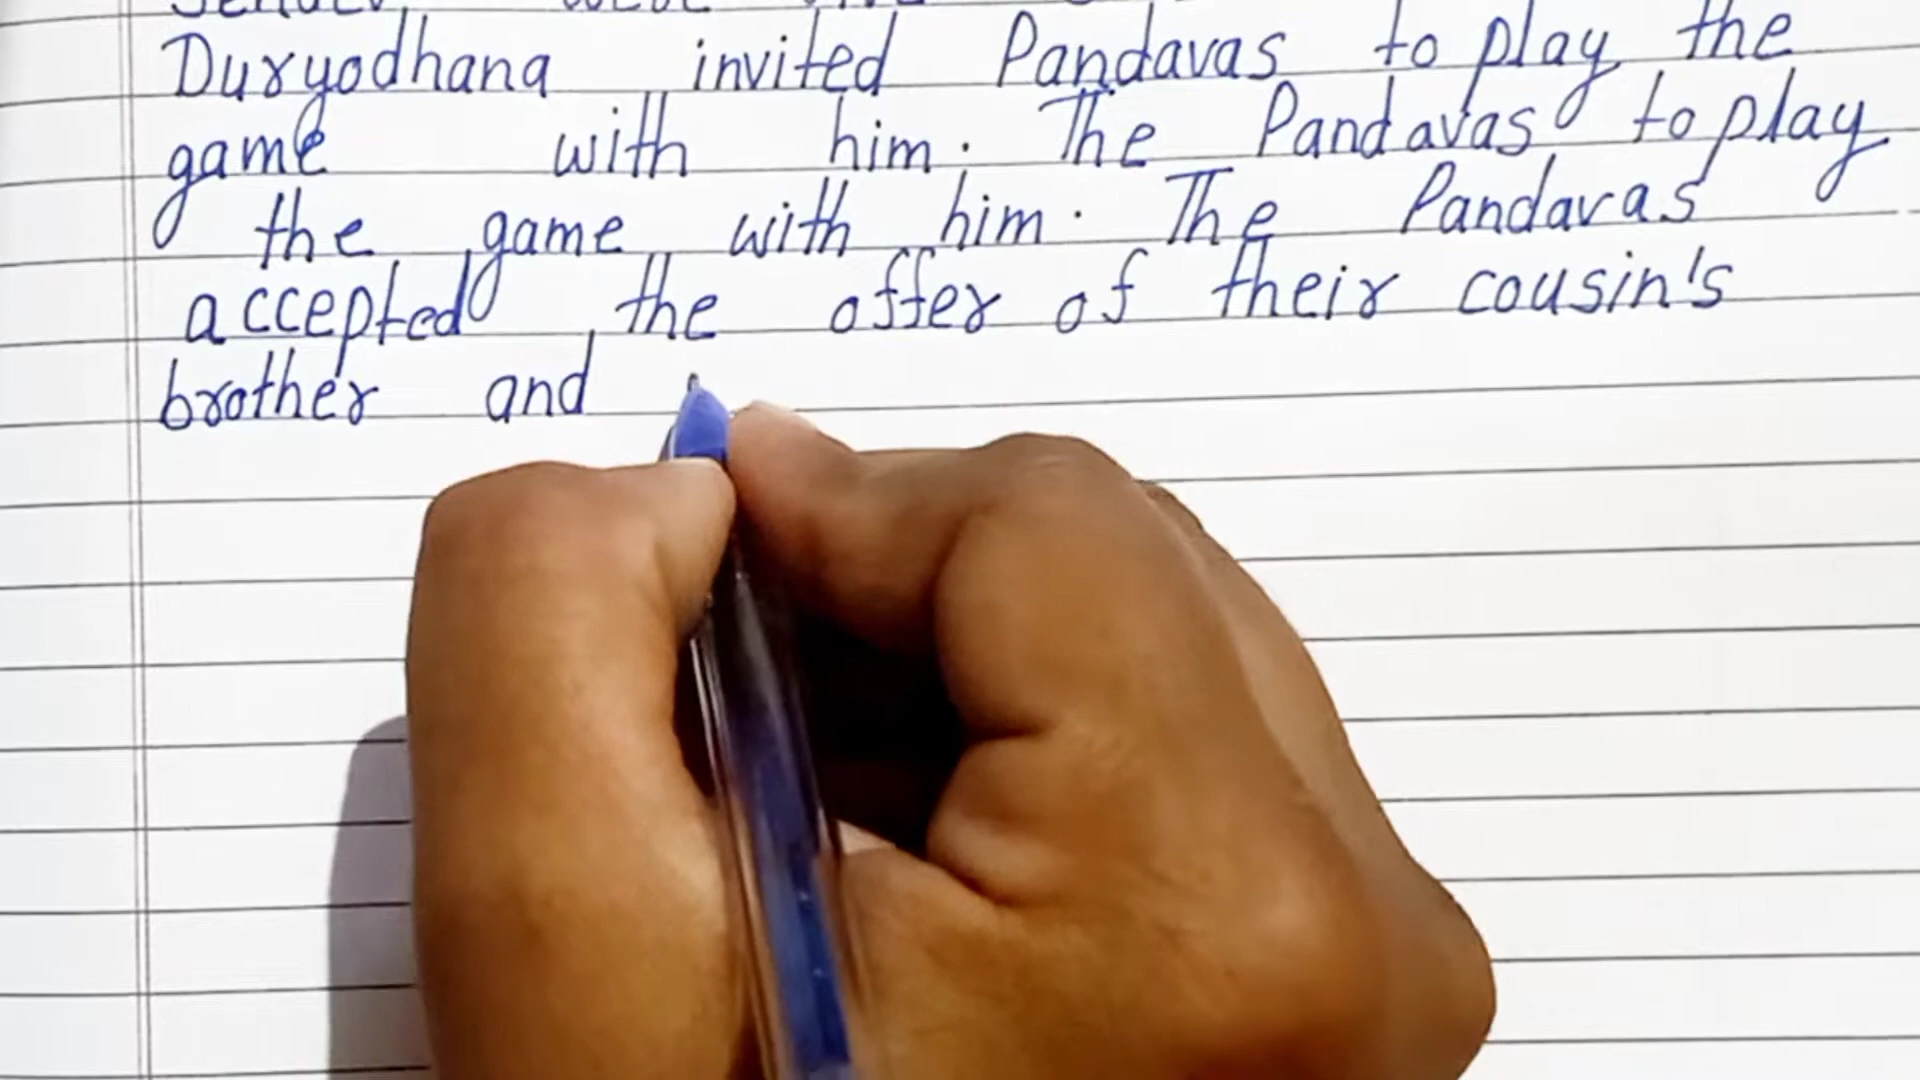 Duryodhana invited Pandavas to play the
game with him. The Pandavas to play
the game with him. The Pandavas
accepted the offer of their cousin's
brother and